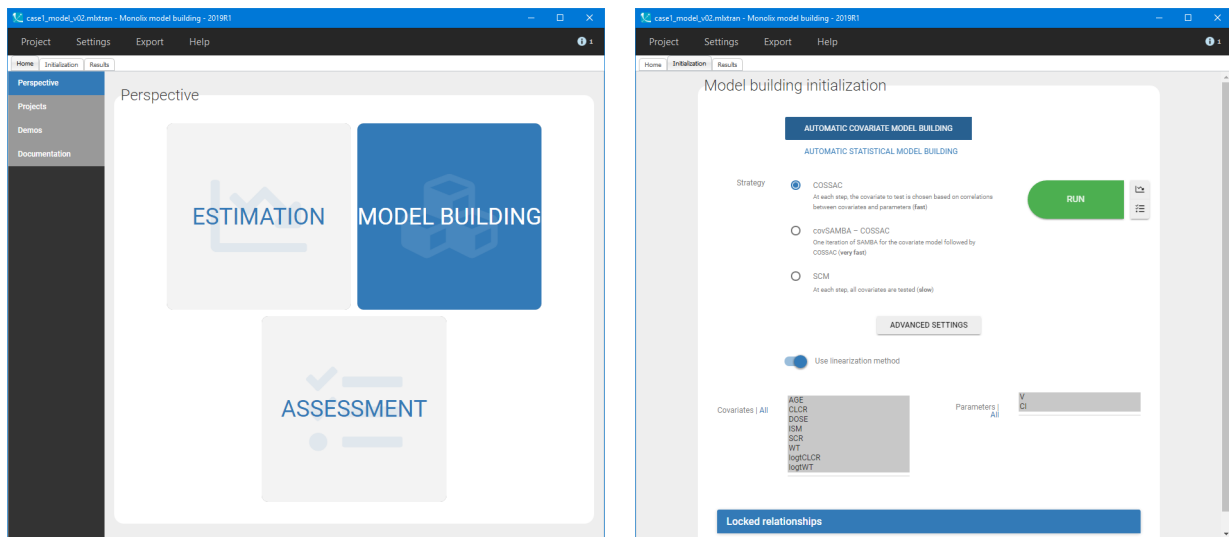 case1_model_v02.mlxtran - Monolix model building - 2019R1
Project Settings Export Help
1
Home Initialization Results
Perspective
Projects
Demos
Documentation
Perspective
ESTIMATION
MODEL BUILDING
ASSESSMENT
case1_model_v02.mlxtran - Monolix model building - 2019R1
Project Settings Export Help
1
Home Initialization Results
Model building initialization
AUTOMATIC COVARIATE MODEL BUILDING
AUTOMATIC STATISTICAL MODEL BUILDING
Strategy
COSSAC
At each step, the covariate to test is chosen based on correlations
between covariates and parameters (fast)
covSAMBA – COSSAC
One iteration of SAMBA for the covariate model followed by
COSSAC (very fast)
SCM
At each step, all covariates are tested (slow)
RUN
ADVANCED SETTINGS
Use linearization method
Covariates | All
AGE
CLCR
DOSE
ISM
SCR
WT
logtCLCR
logtWT
Parameters |
All
V
Cl
Locked relationships